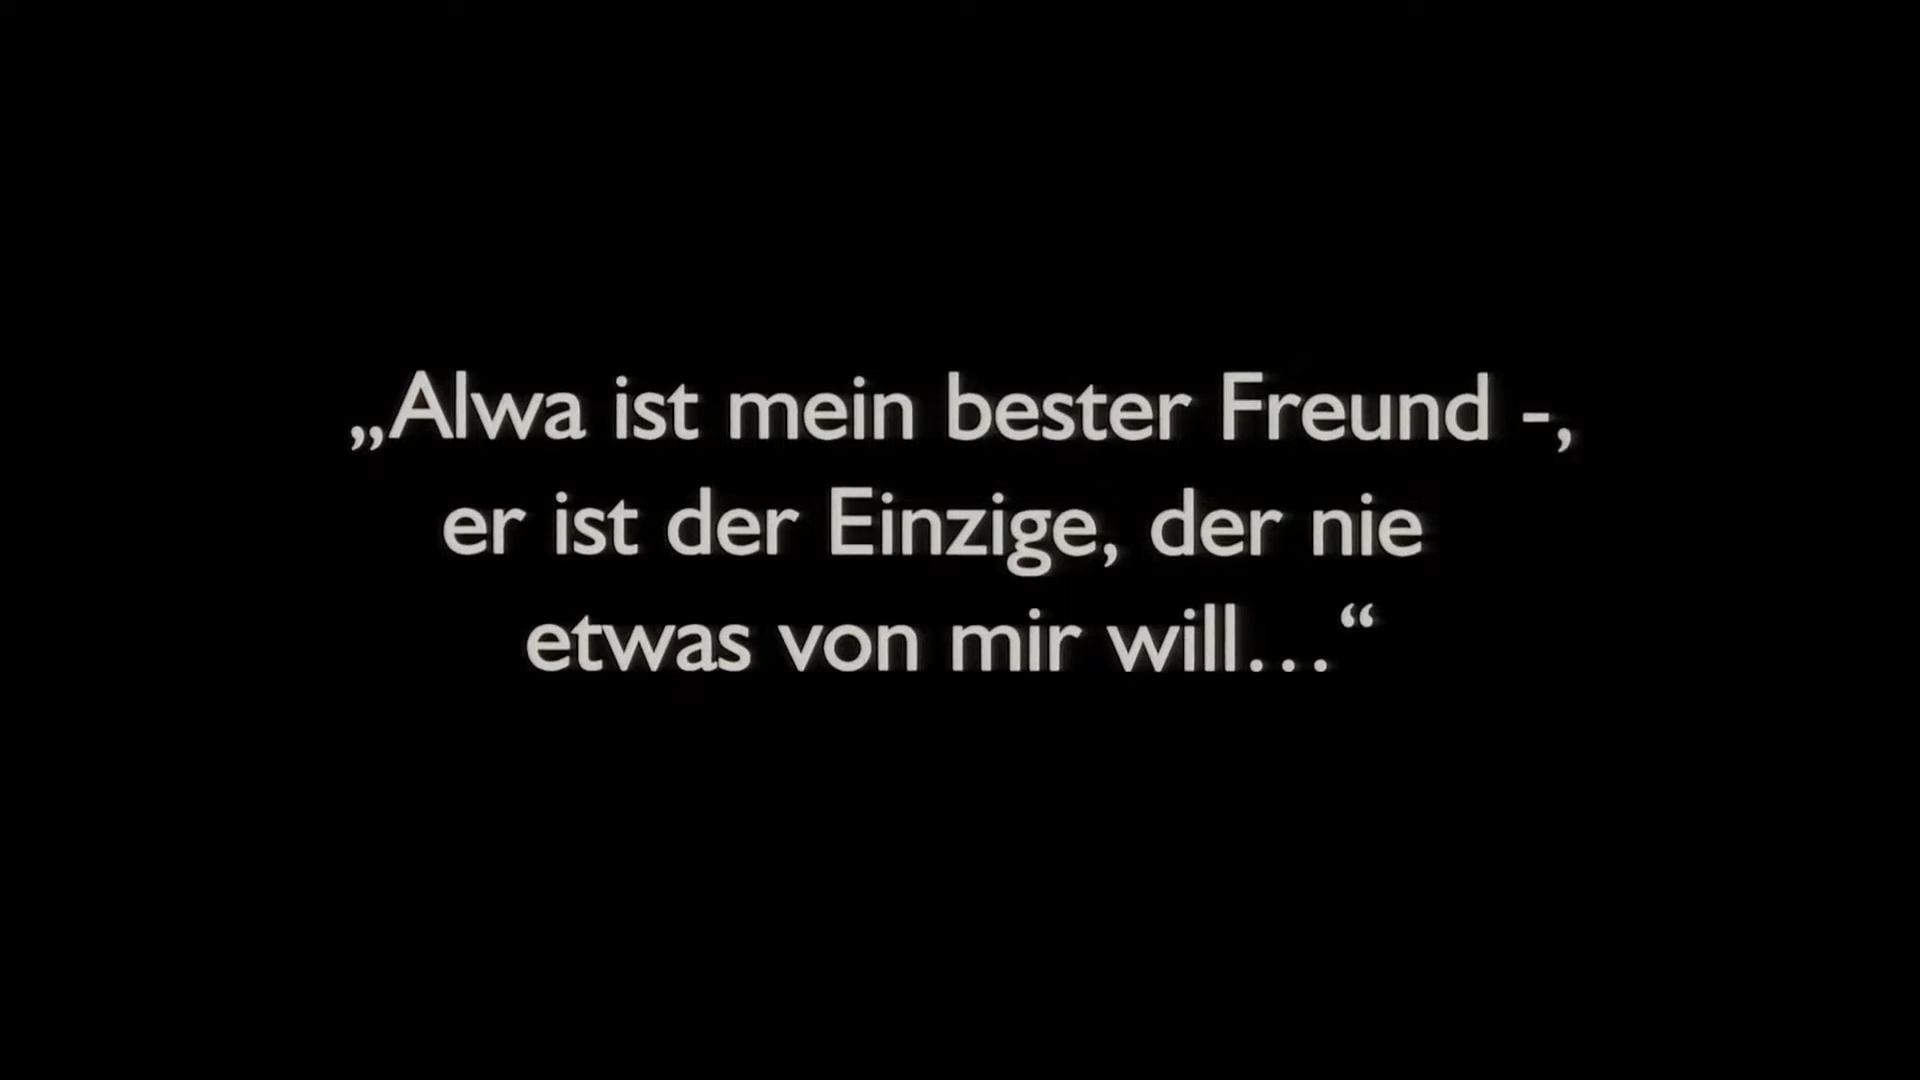 „Alwa ist mein bester Freund -,
er ist der Einzige, der nie
etwas von mir will…“